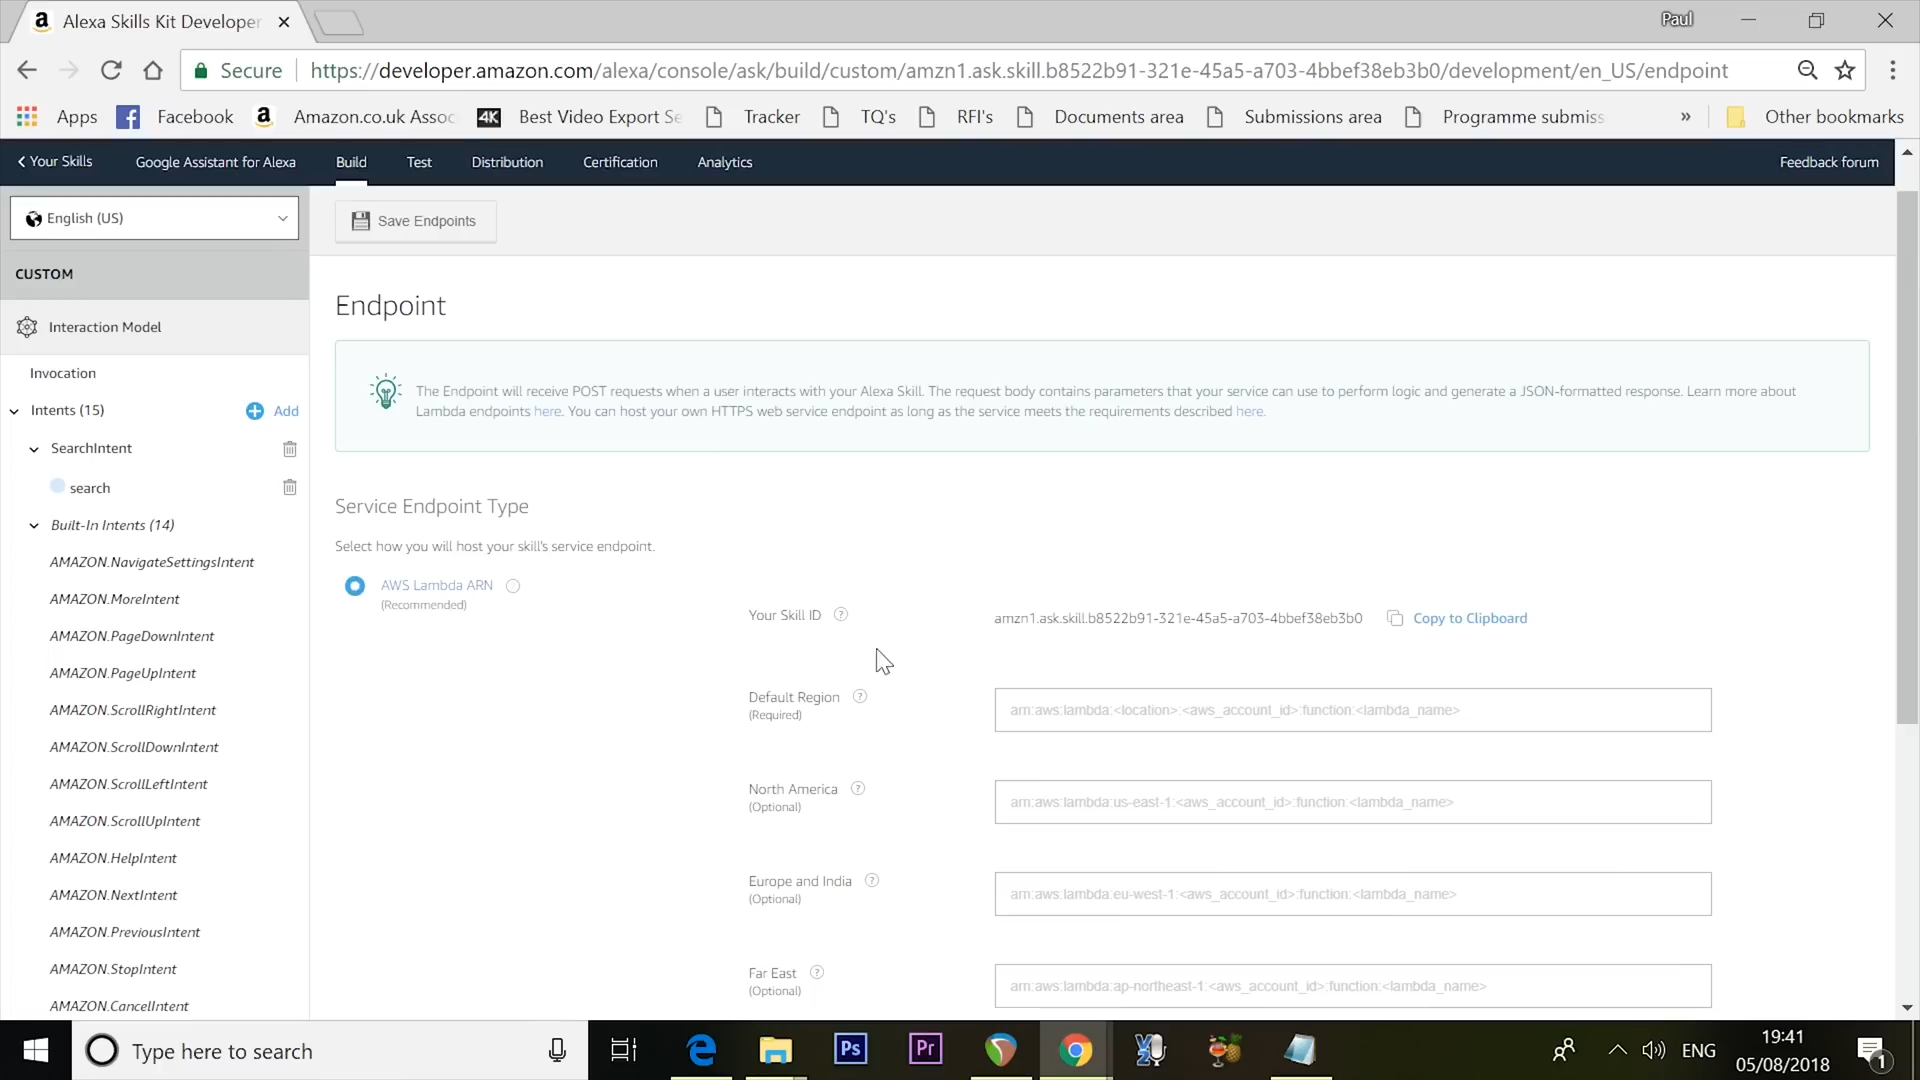 Alexa Skills Kit Developer
Paul
Secure
https://developer.amazon.com/alexa/console/ask/build/custom/amzn1.ask.skill.b8522b91-321e-45a5-a703-4bbef38eb3b0/development/en_US/endpoint
Apps
Facebook
Amazon.co.uk Assoc
4K
Best Video Export Se
Tracker
TQ's
RFI's
Documents area
Submissions area
Programme submiss
»
Other bookmarks
Your Skills
Google Assistant for Alexa
Build
Test
Distribution
Certification
Analytics
Feedback forum
English (US)
Save Endpoints
CUSTOM
Interaction Model
Invocation
Intents (15)
Add
SearchIntent
search
Built-In Intents (14)
AMAZON.NavigateSettingsIntent
AMAZON.MoreIntent
AMAZON.PageDownIntent
AMAZON.PageUpIntent
AMAZON.ScrollRightIntent
AMAZON.ScrollDownIntent
AMAZON.ScrollLeftIntent
AMAZON.ScrollUpIntent
AMAZON.HelpIntent
AMAZON.NextIntent
AMAZON.PreviousIntent
AMAZON.StopIntent
AMAZON.CancelIntent
Endpoint
The Endpoint will receive POST requests when a user interacts with your Alexa Skill. The request body contains parameters that your service can use to perform logic and generate a JSON-formatted response. Learn more about
Lambda endpoints here. You can host your own HTTPS web service endpoint as long as the service meets the requirements described here.
Service Endpoint Type
Select how you will host your skill's service endpoint.
AWS Lambda ARN
(Recommended)
Your Skill ID ?
amzn1.ask.skill.b8522b91-321e-45a5-a703-4bbef38eb3b0
Copy to Clipboard
Default Region ?
(Required)
arn:aws:lambda:<location>:<aws_account_id>:function:<lambda_name>
North America ?
(Optional)
arn:aws:lambda:us-east-1:<aws_account_id>:function:<lambda_name>
Europe and India ?
(Optional)
arn:aws:lambda:eu-west-1:<aws_account_id>:function:<lambda_name>
Far East ?
(Optional)
arn:aws:lambda:ap-northeast-1:<aws_account_id>:function:<lambda_name>
Type here to search
Ps
Pr
ENG
19:41
05/08/2018
1